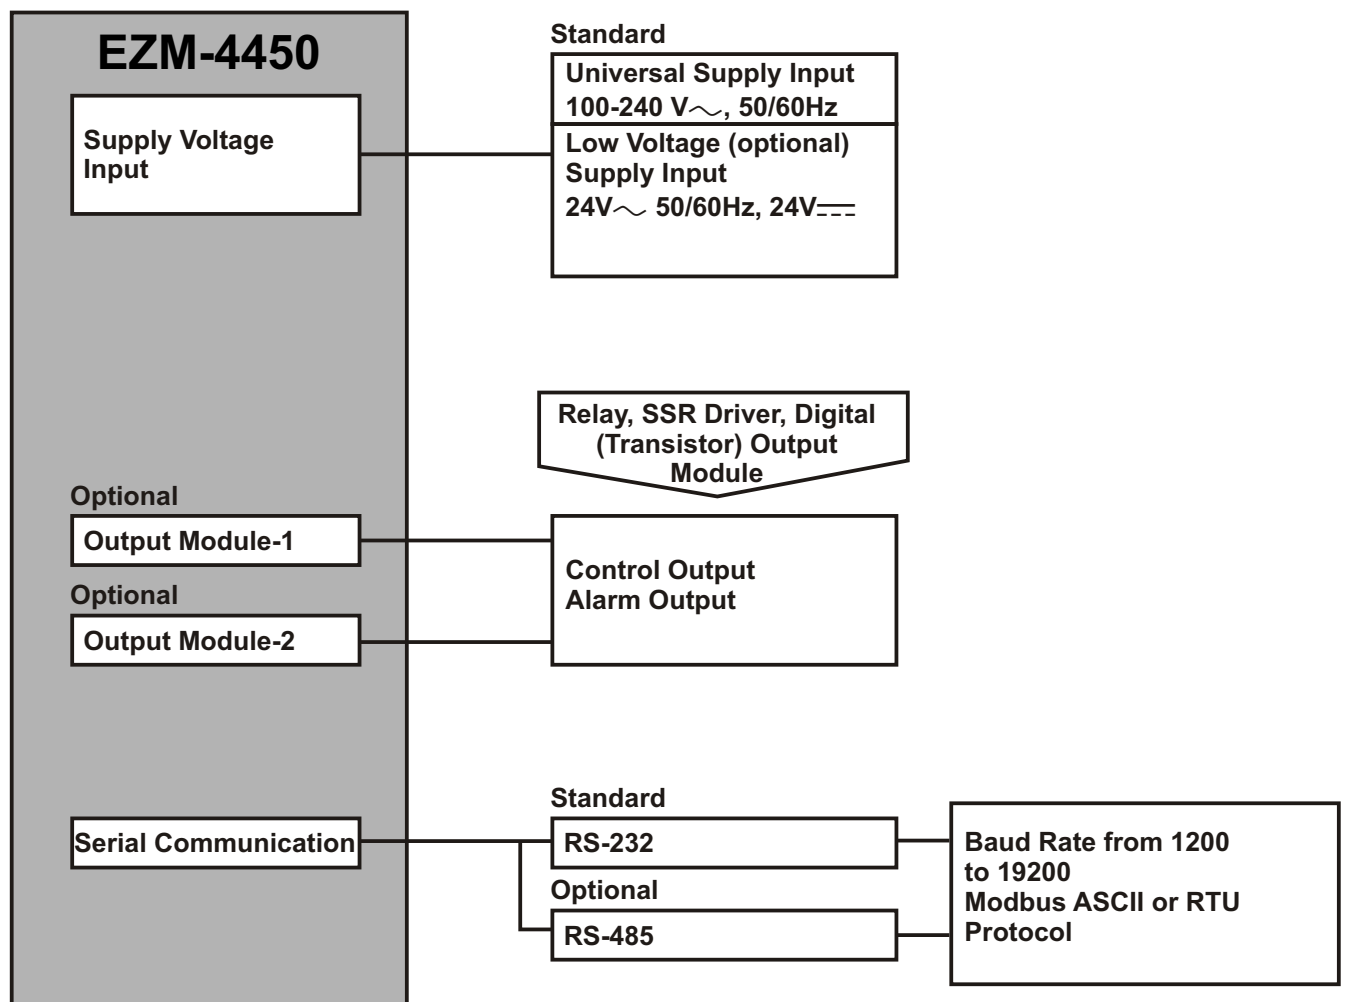 EZM-4450
Supply Voltage
Input
Standard
Universal Supply Input
100-240 V～, 50/60Hz
Low Voltage (optional)
Supply Input
24V～ 50/60Hz, 24V⎓
Relay, SSR Driver, Digital
(Transistor) Output
Module
Optional
Output Module-1
Optional
Output Module-2
Control Output
Alarm Output
Serial Communication
Standard
RS-232
Optional
RS-485
Baud Rate from 1200
to 19200
Modbus ASCII or RTU
Protocol